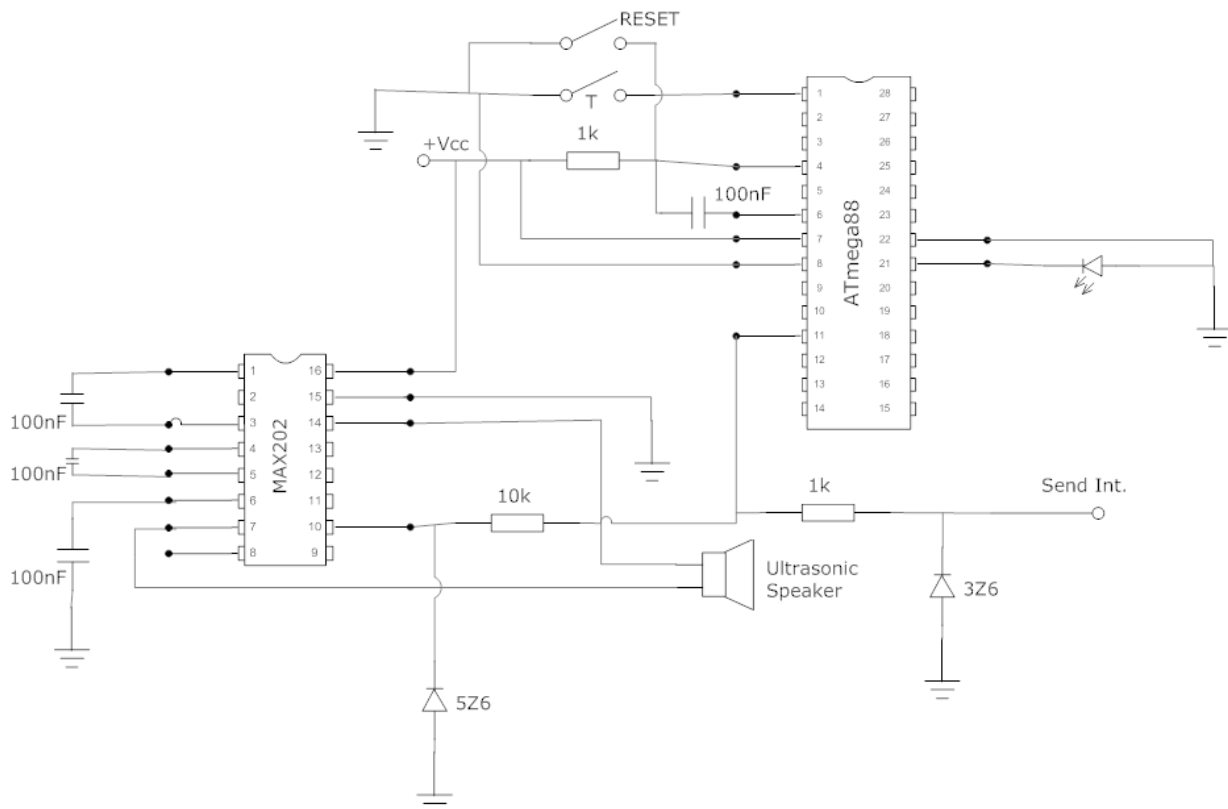 RESET
T
1k
+Vcc
100nF
ATmega88
1
2
3
4
5
6
7
8
9
10
11
12
13
14
28
27
26
25
24
23
22
21
20
19
18
17
16
15
MAX202
1
2
3
4
5
6
7
8
16
15
14
13
12
11
10
9
100nF
100nF
100nF
10k
1k
Send Int.
Ultrasonic
Speaker
3Z6
5Z6